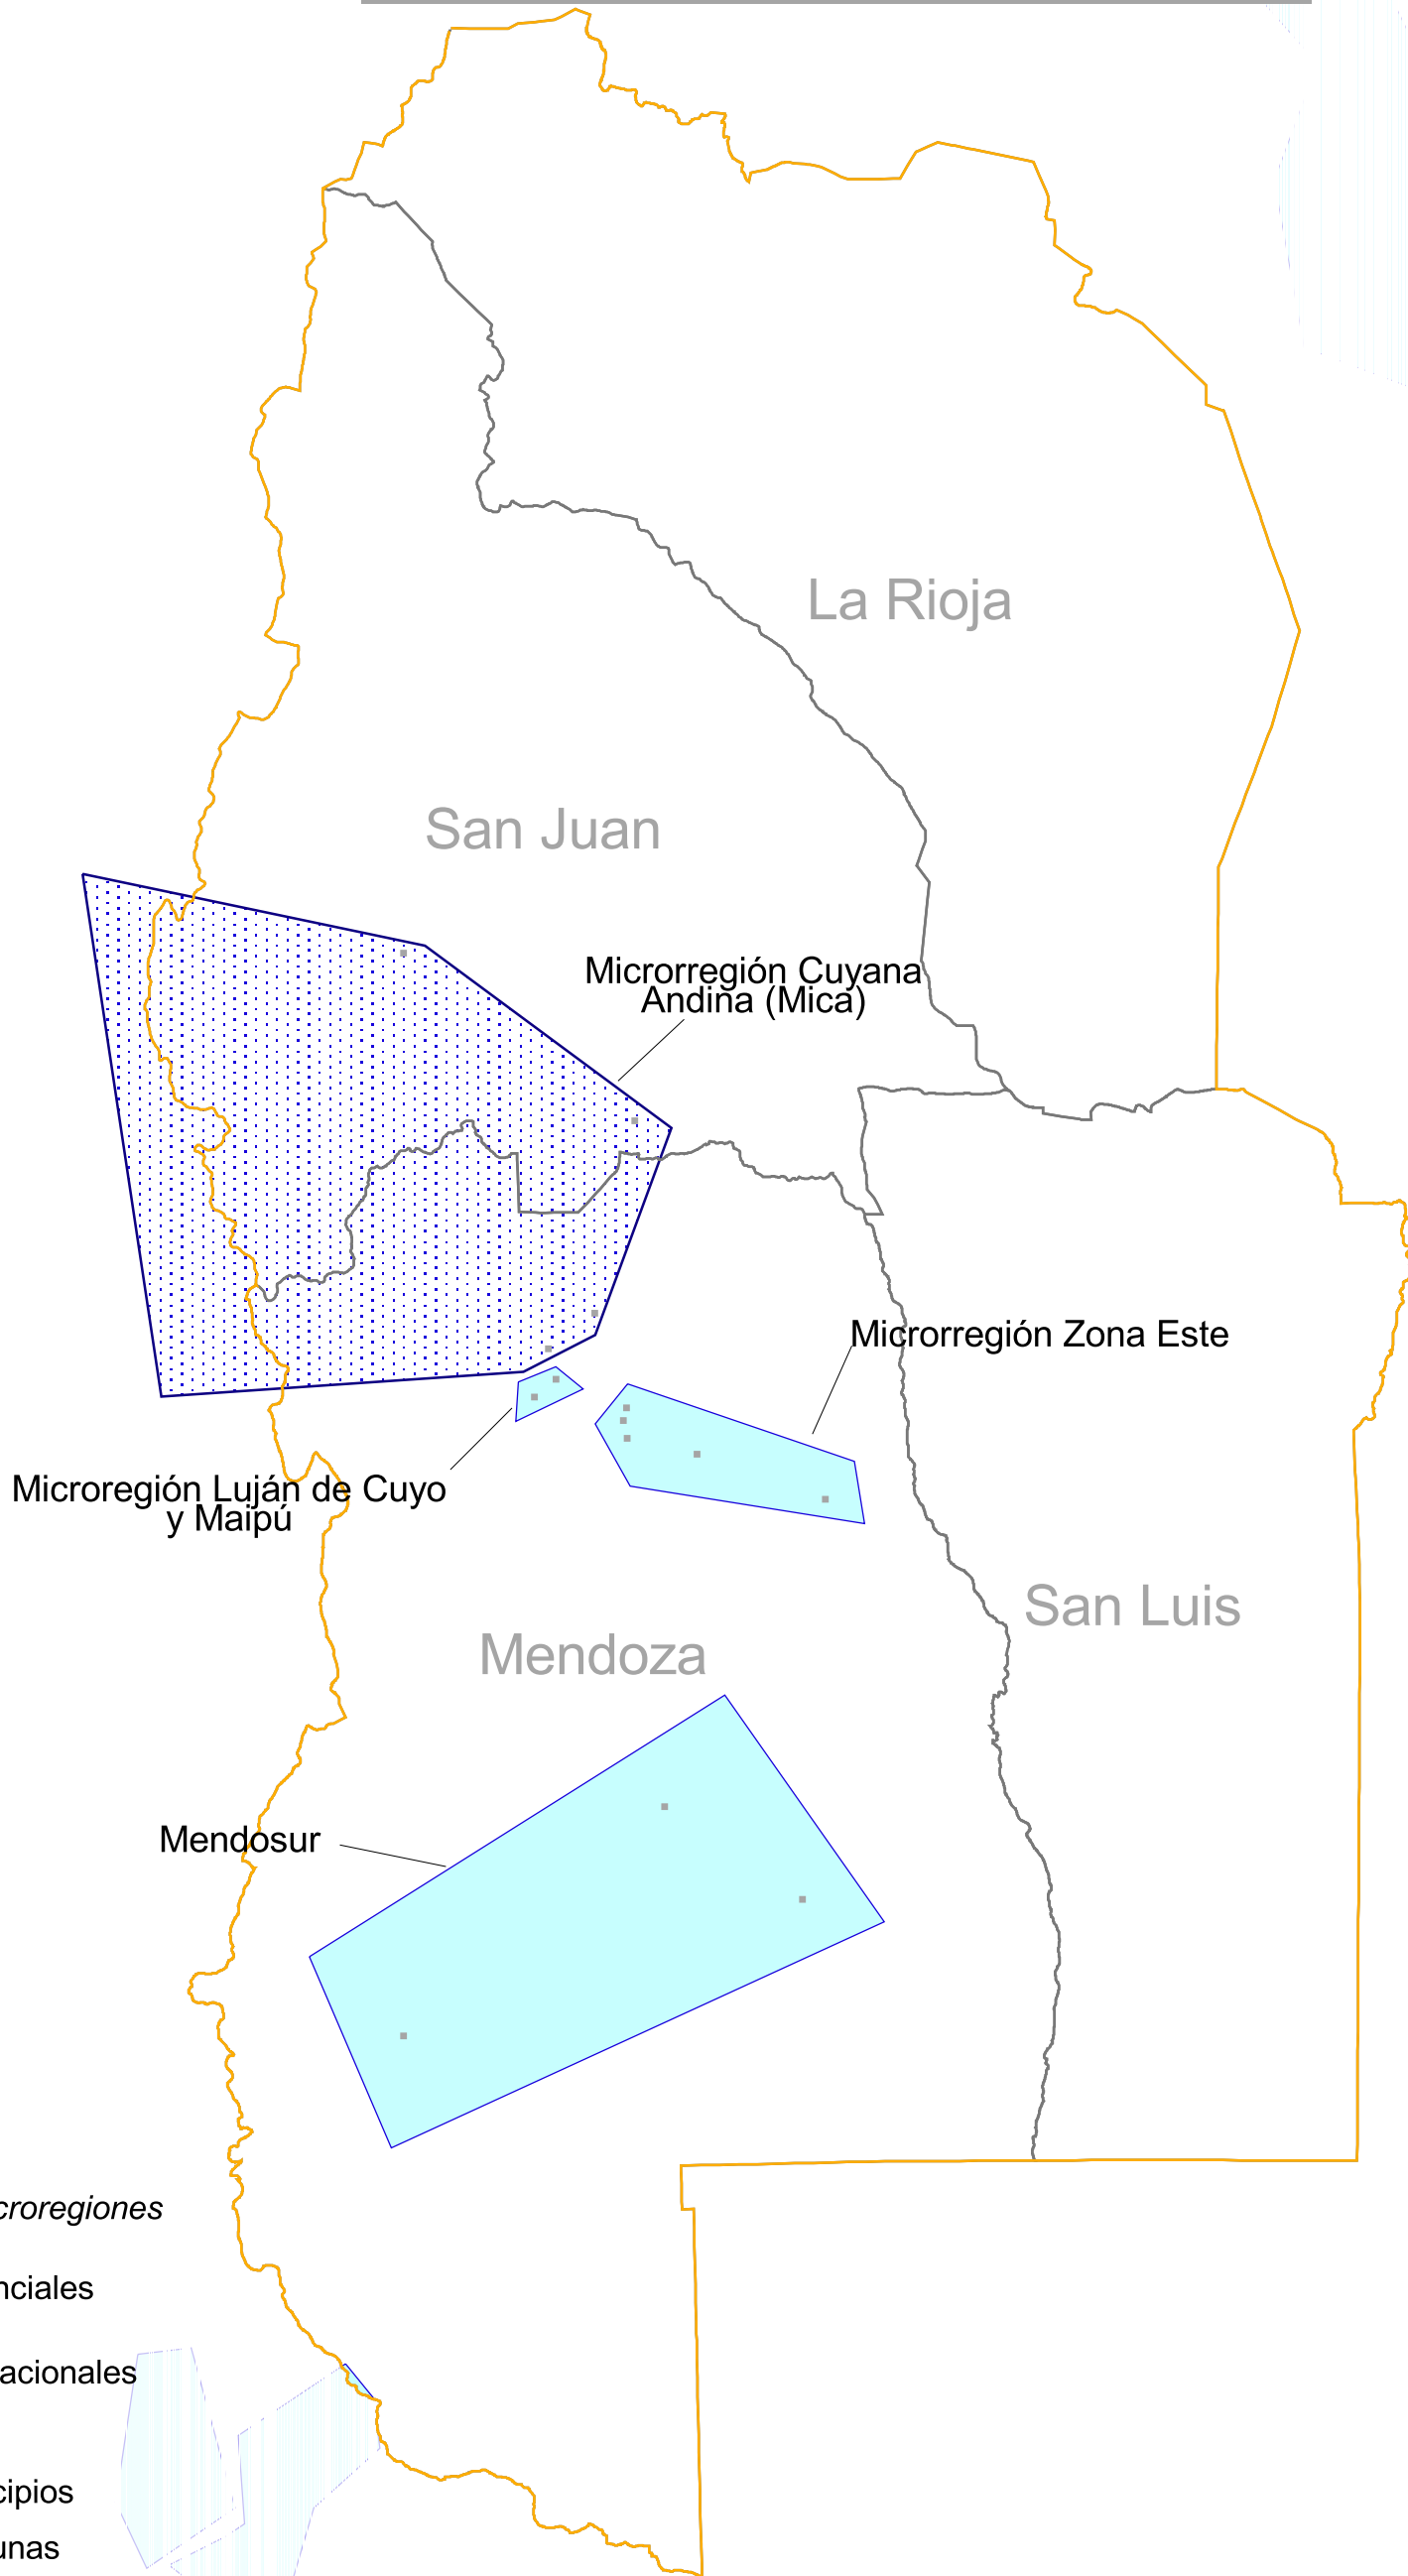 La Rioja
San Juan
Microrregión Cuyana
Andina (Mica)
Microrregión Zona Este
Microregión Luján de Cuyo
y Maipú
San Luis
Mendoza
Mendosur
croregiones
nciales
acionales
cipios
unas